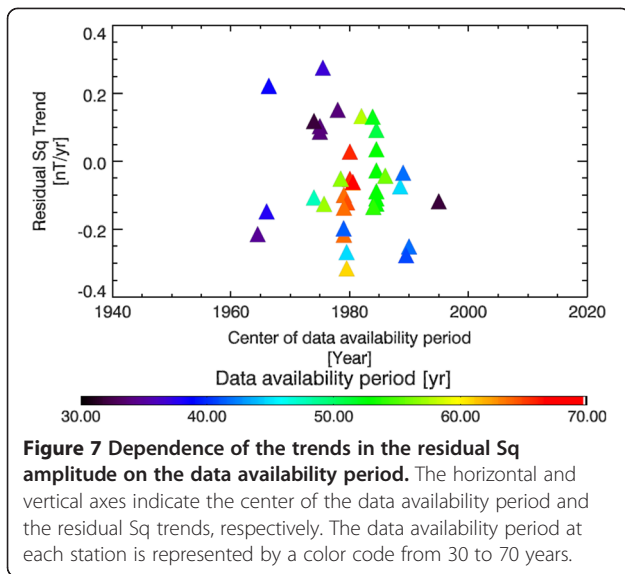 0.4
0.2
0.0
-0.2
-0.4
Residual Sq Trend
[nT/yr]
1940 1960 1980 2000 2020
Center of data availability period
[Year]
Data availability period [yr]
30.00 40.00 50.00 60.00 70.00
Figure 7 Dependence of the trends in the residual Sq
amplitude on the data availability period. The horizontal and
vertical axes indicate the center of the data availability period and
the residual Sq trends, respectively. The data availability period at
each station is represented by a color code from 30 to 70 years.